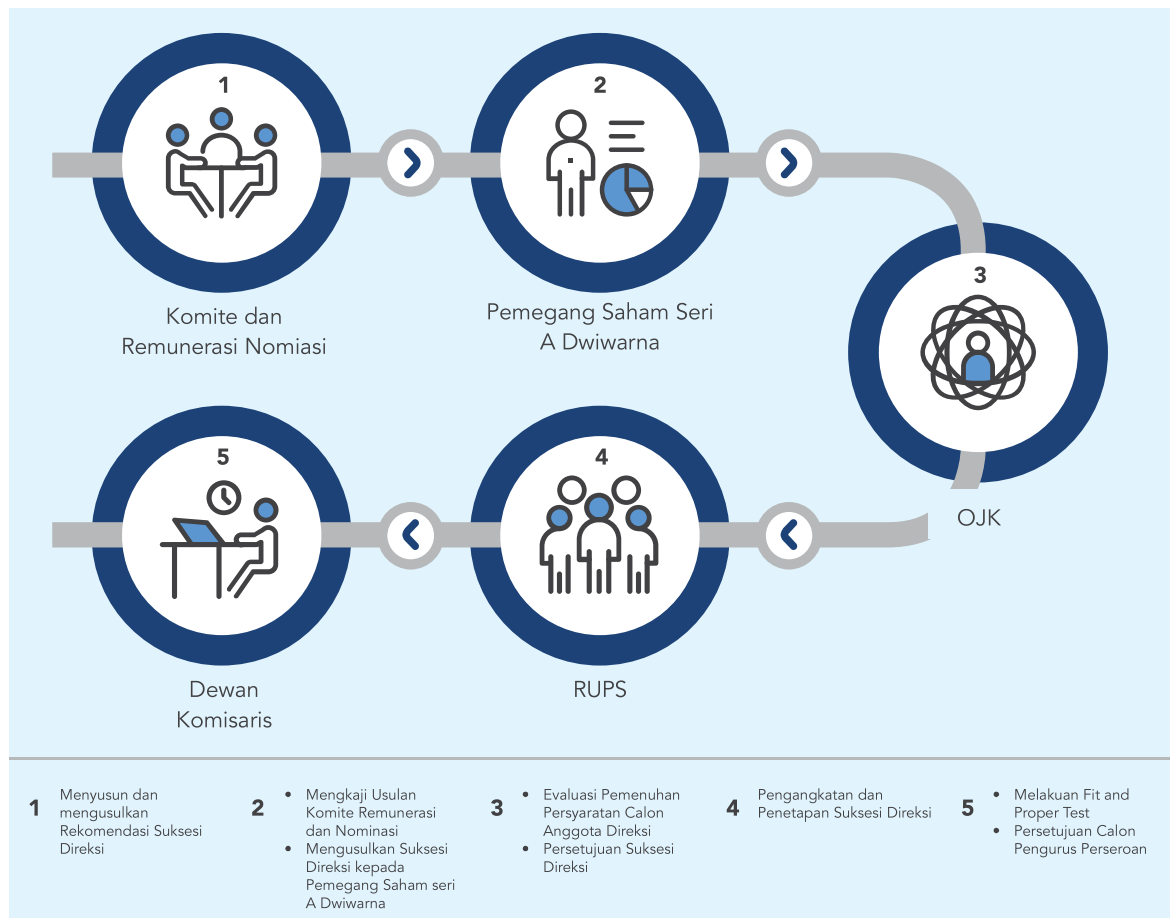 1
Komite dan
Remunerasi Nomiasi
2
Pemegang Saham Seri
A Dwiwarna
3
OJK
5
Dewan
Komisaris
4
RUPS
1
Menyusun dan
mengusulkan
Rekomendasi Suksesi
Direksi
2
• Mengkaji Usulan
Komite Remunerasi
dan Nominasi
• Mengusulkan Suksesi
Direksi kepada
Pemegang Saham seri
A Dwiwarna
3
• Evaluasi Pemenuhan
Persyaratan Calon
Anggota Direksi
• Persetujuan Suksesi
Direksi
4
Pengangkatan dan
Penetapan Suksesi Direksi
5
• Melakuan Fit and
Proper Test
• Persetujuan Calon
Pengurus Perseroan